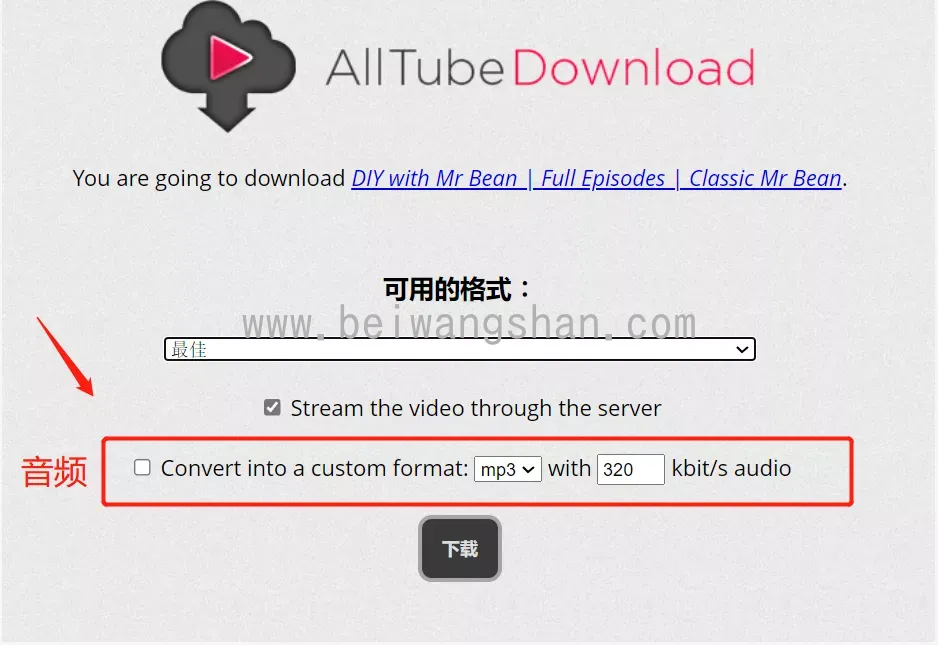 AllTube Download
You are going to download DIY with Mr Bean | Full Episodes | Classic Mr Bean.
可用的格式：
www.beiwangshan.com
最佳
Stream the video through the server
音频
Convert into a custom format: mp3 with 320 kbit/s audio
下载